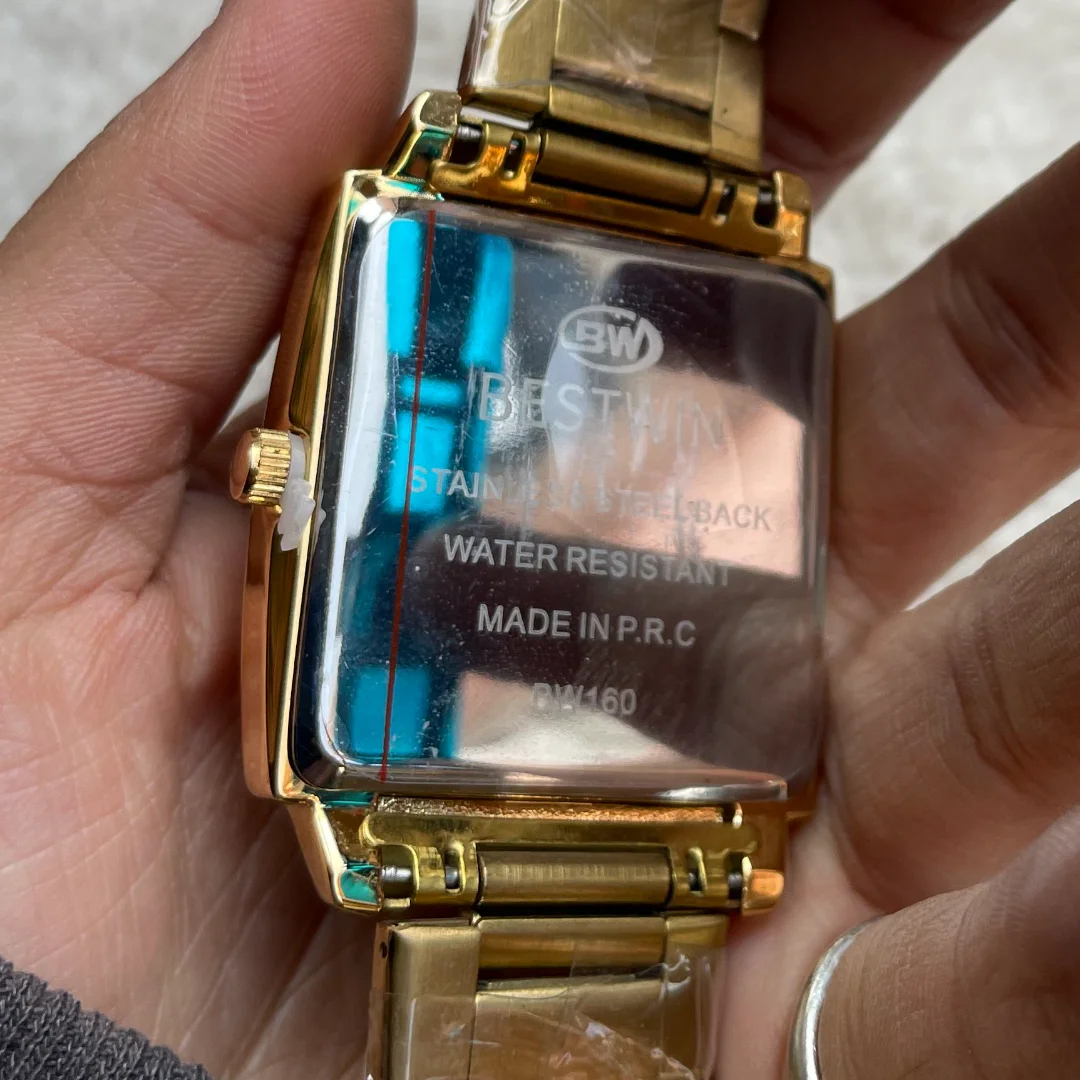 BW
BESTWIN
STAINLESS STEEL BACK
WATER RESISTANT
MADE IN P.R.C
BW160